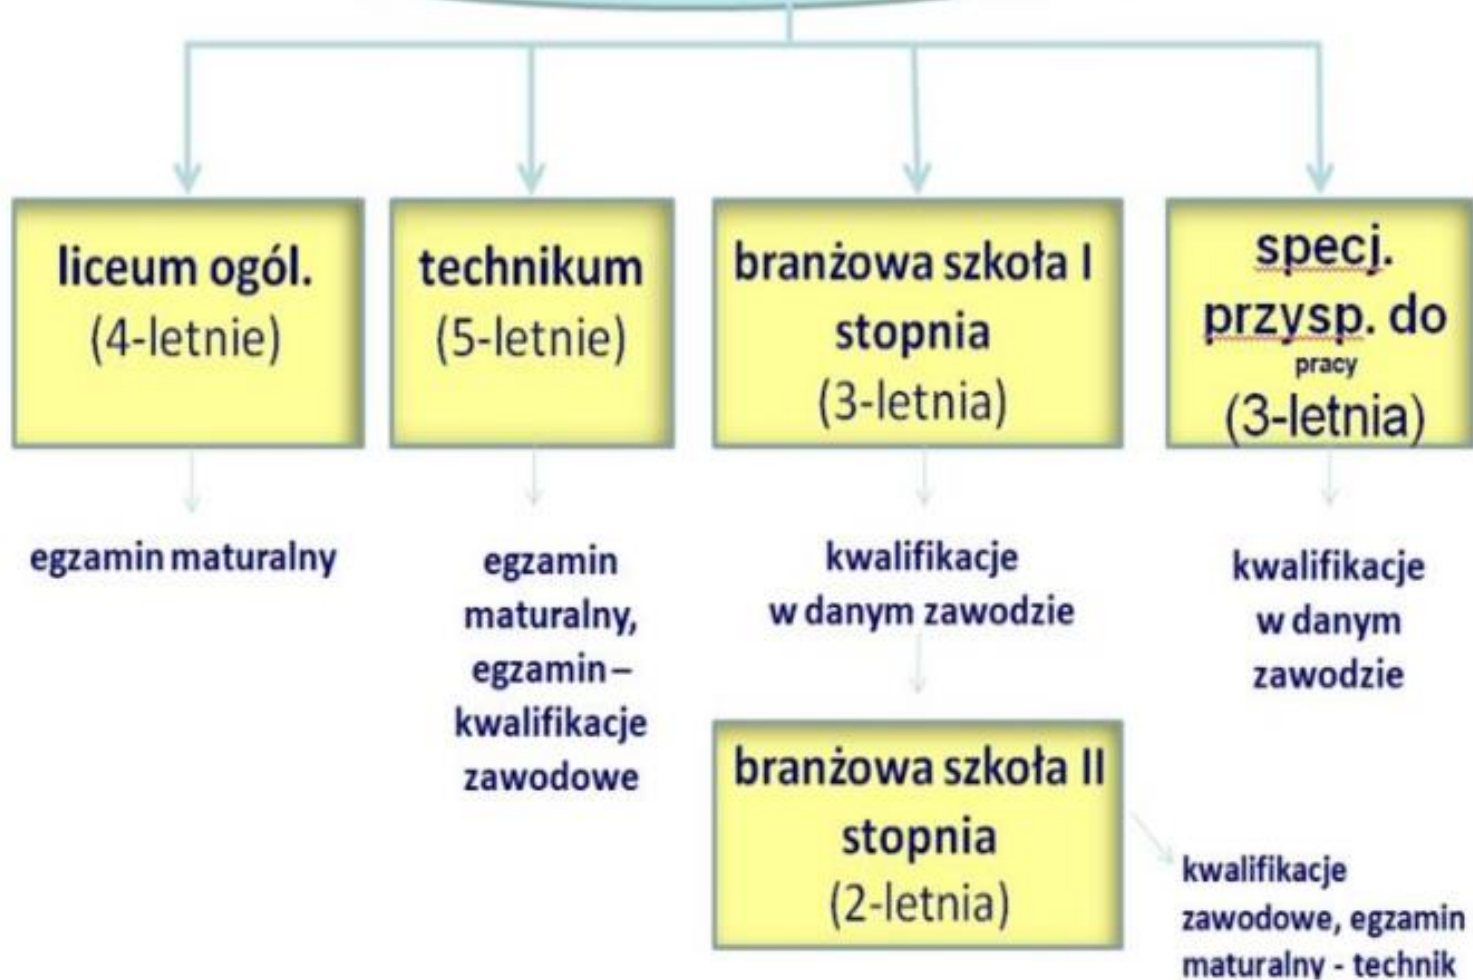 liceum ogól.
(4-letnie)
technikum
(5-letnie)
branżowa szkoła I
stopnia
(3-letnia)
specj.
przysp. do
pracy
(3-letnia)
egzamin maturalny
egzamin
maturalny,
egzamin –
kwalifikacje
zawodowe
kwalifikacje
w danym zawodzie
kwalifikacje
w danym
zawodzie
branżowa szkoła II
stopnia
(2-letnia)
kwalifikacje
zawodowe, egzamin
maturalny - technik